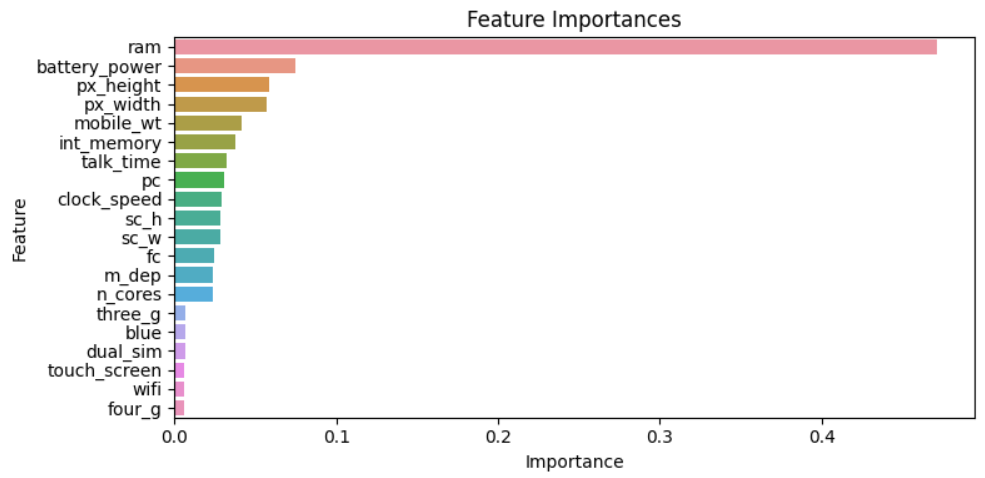 Feature Importances
ram
battery_power
px_height
px_width
mobile_wt
int_memory
talk_time
pc
clock_speed
sc_h
sc_w
fc
m_dep
n_cores
three_g
blue
dual_sim
touch_screen
wifi
four_g
Feature
0.0 0.1 0.2 0.3 0.4
Importance